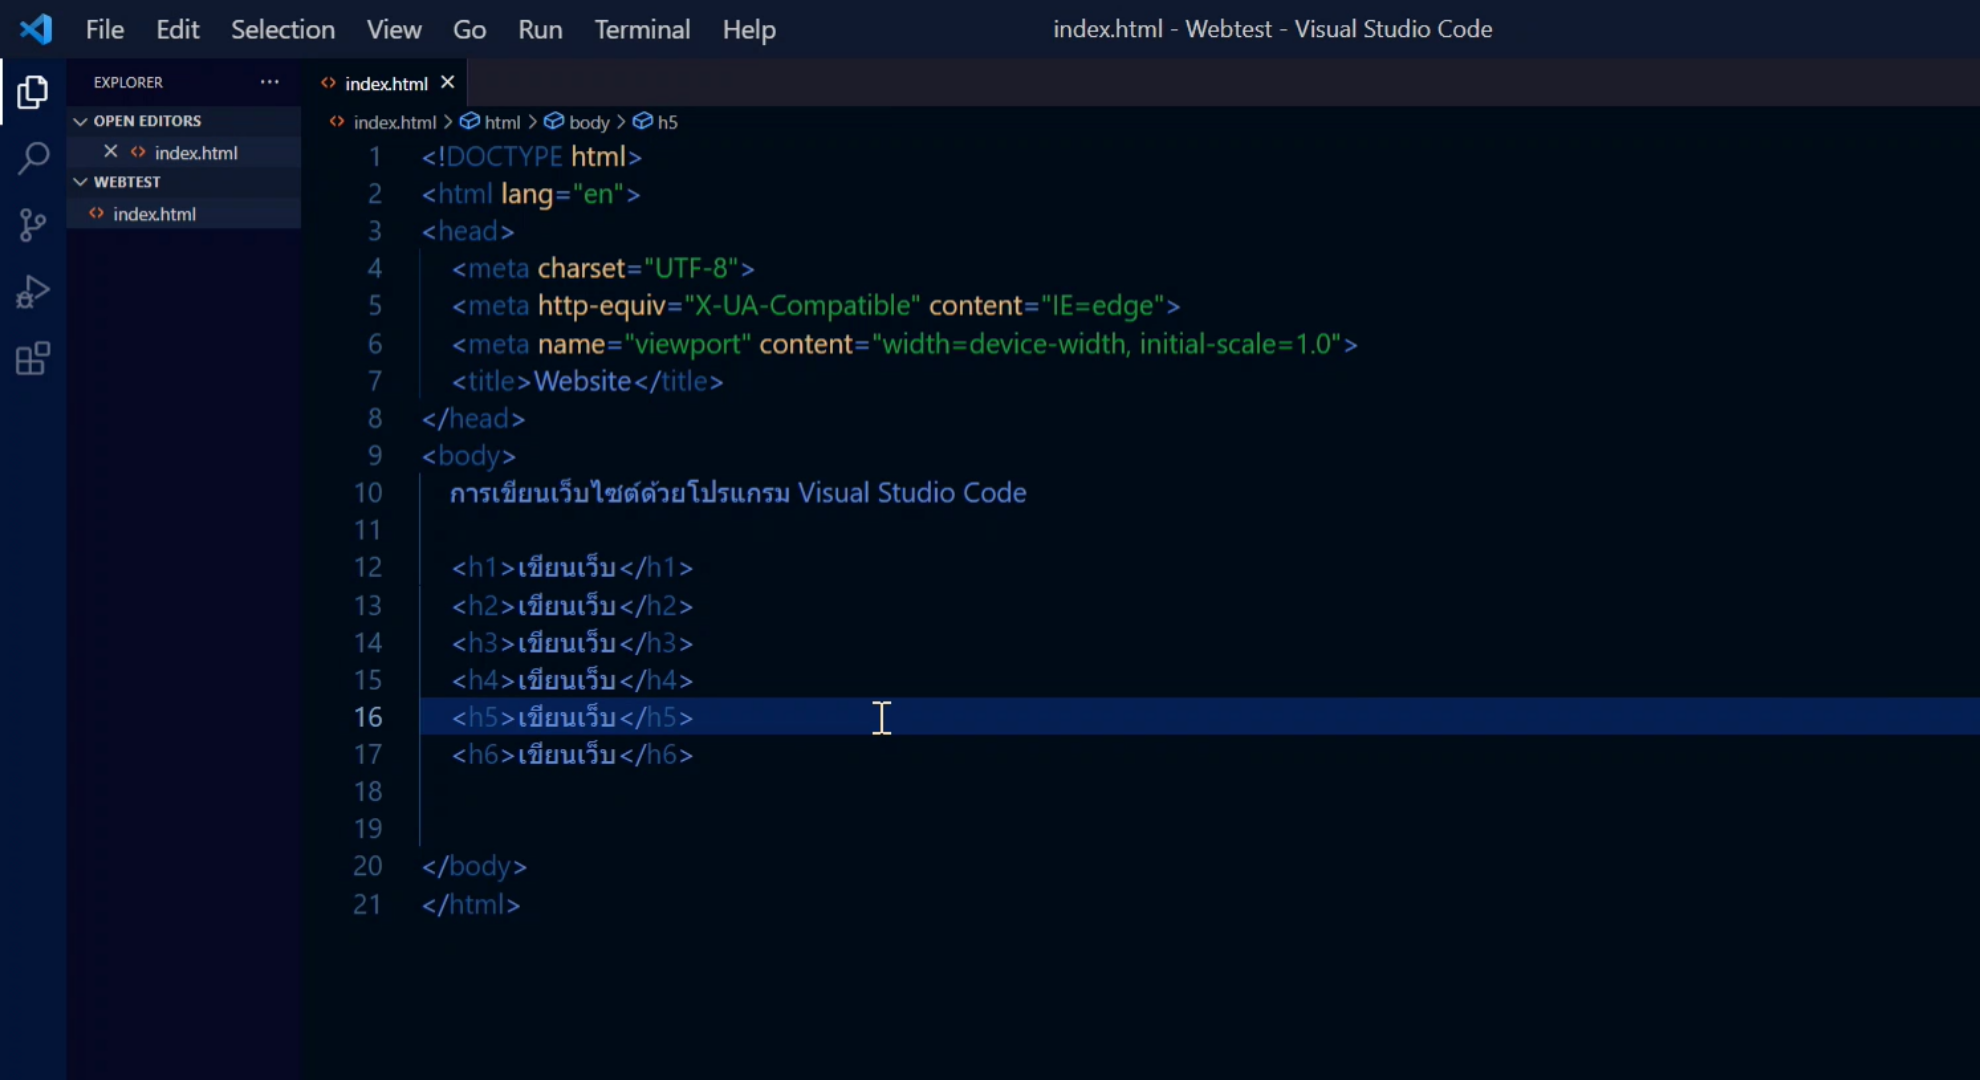 File Edit Selection View Go Run Terminal Help
index.html - Webtest - Visual Studio Code
EXPLORER ···
OPEN EDITORS
index.html
WEBTEST
index.html
index.html
index.html > html > body > h5
1 <!DOCTYPE html>
2 <html lang="en">
3 <head>
4 <meta charset="UTF-8">
5 <meta http-equiv="X-UA-Compatible" content="IE=edge">
6 <meta name="viewport" content="width=device-width, initial-scale=1.0">
7 <title>Website</title>
8 </head>
9 <body>
10 การเขียนเว็บไซต์ด้วยโปรแกรม Visual Studio Code
11
12 <h1>เขียนเว็บ</h1>
13 <h2>เขียนเว็บ</h2>
14 <h3>เขียนเว็บ</h3>
15 <h4>เขียนเว็บ</h4>
16 <h5>เขียนเว็บ</h5>
17 <h6>เขียนเว็บ</h6>
18
19
20 </body>
21 </html>